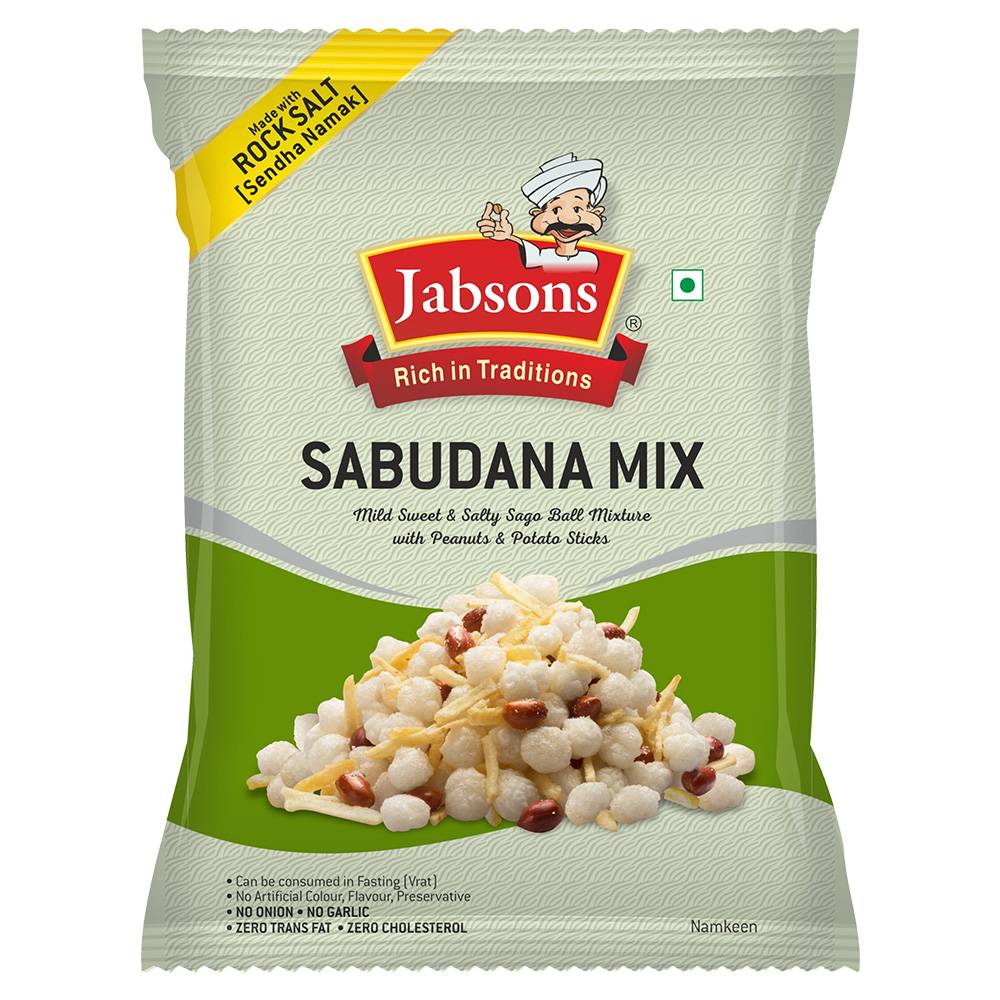 Made with
ROCK SALT
[Sendha Namak]
Jabsons
®
Rich in Traditions
SABUDANA MIX
Mild Sweet & Salty Sago Ball Mixture
with Peanuts & Potato Sticks
• Can be consumed in Fasting [Vrat]
• No Artificial Colour, Flavour, Preservative
• NO ONION • NO GARLIC
• ZERO TRANS FAT • ZERO CHOLESTEROL
Namkeen